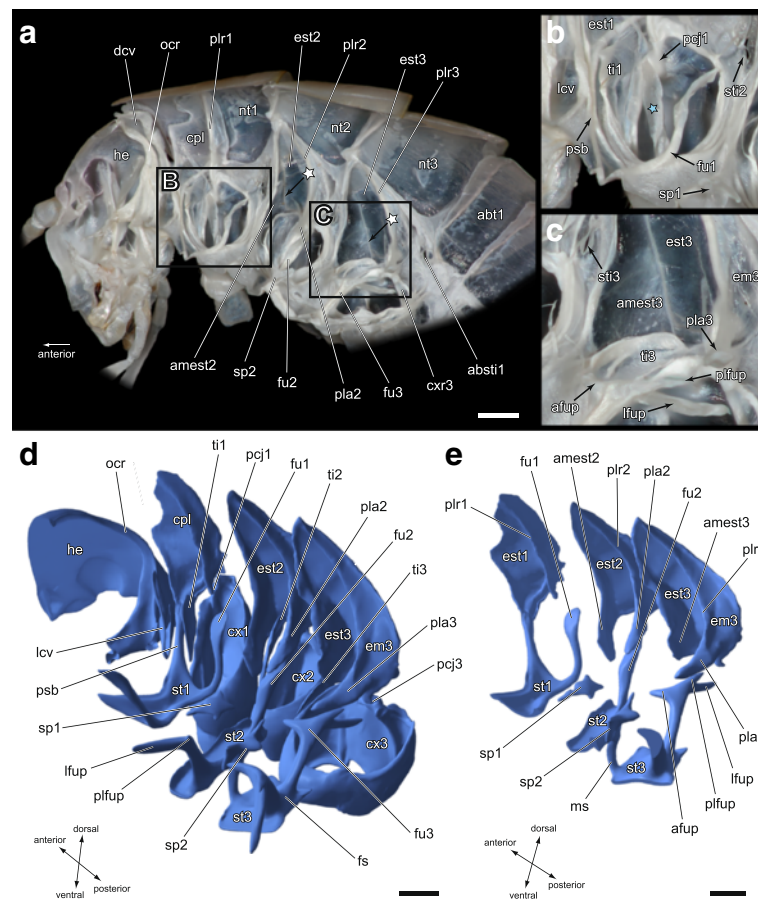 a
ocr
plr1
est2
plr2
est3
plr3
dcv
nt1
nt2
nt3
he
cpl
abt1
B
C
anterior
amest2
sp2
fu2
pla2
fu3
cxr3
absti1
b
est1
pcj1
ti1
lcv
sti2
psb
fu1
sp1
c
est3
sti3
em3
amest3
pla3
ti3
plfup
afup
lfup
d
ocr
ti1
pcj1
fu1
ti2
pla2
fu2
ti3
cpl
he
est2
cx1
est3
em3
pla3
pcj3
lcv
psb
st1
cx2
sp1
st2
cx3
lfup
plfup
st3
sp2
fs
fu3
anterior
dorsal
ventral
posterior
e
fu1
amest2
plr2
pla2
fu2
amest3
plr1
plr
est1
est2
est3
em3
st1
sp1
st2
pla
sp2
st3
lfup
ms
plfup
afup
anterior
dorsal
ventral
posterior